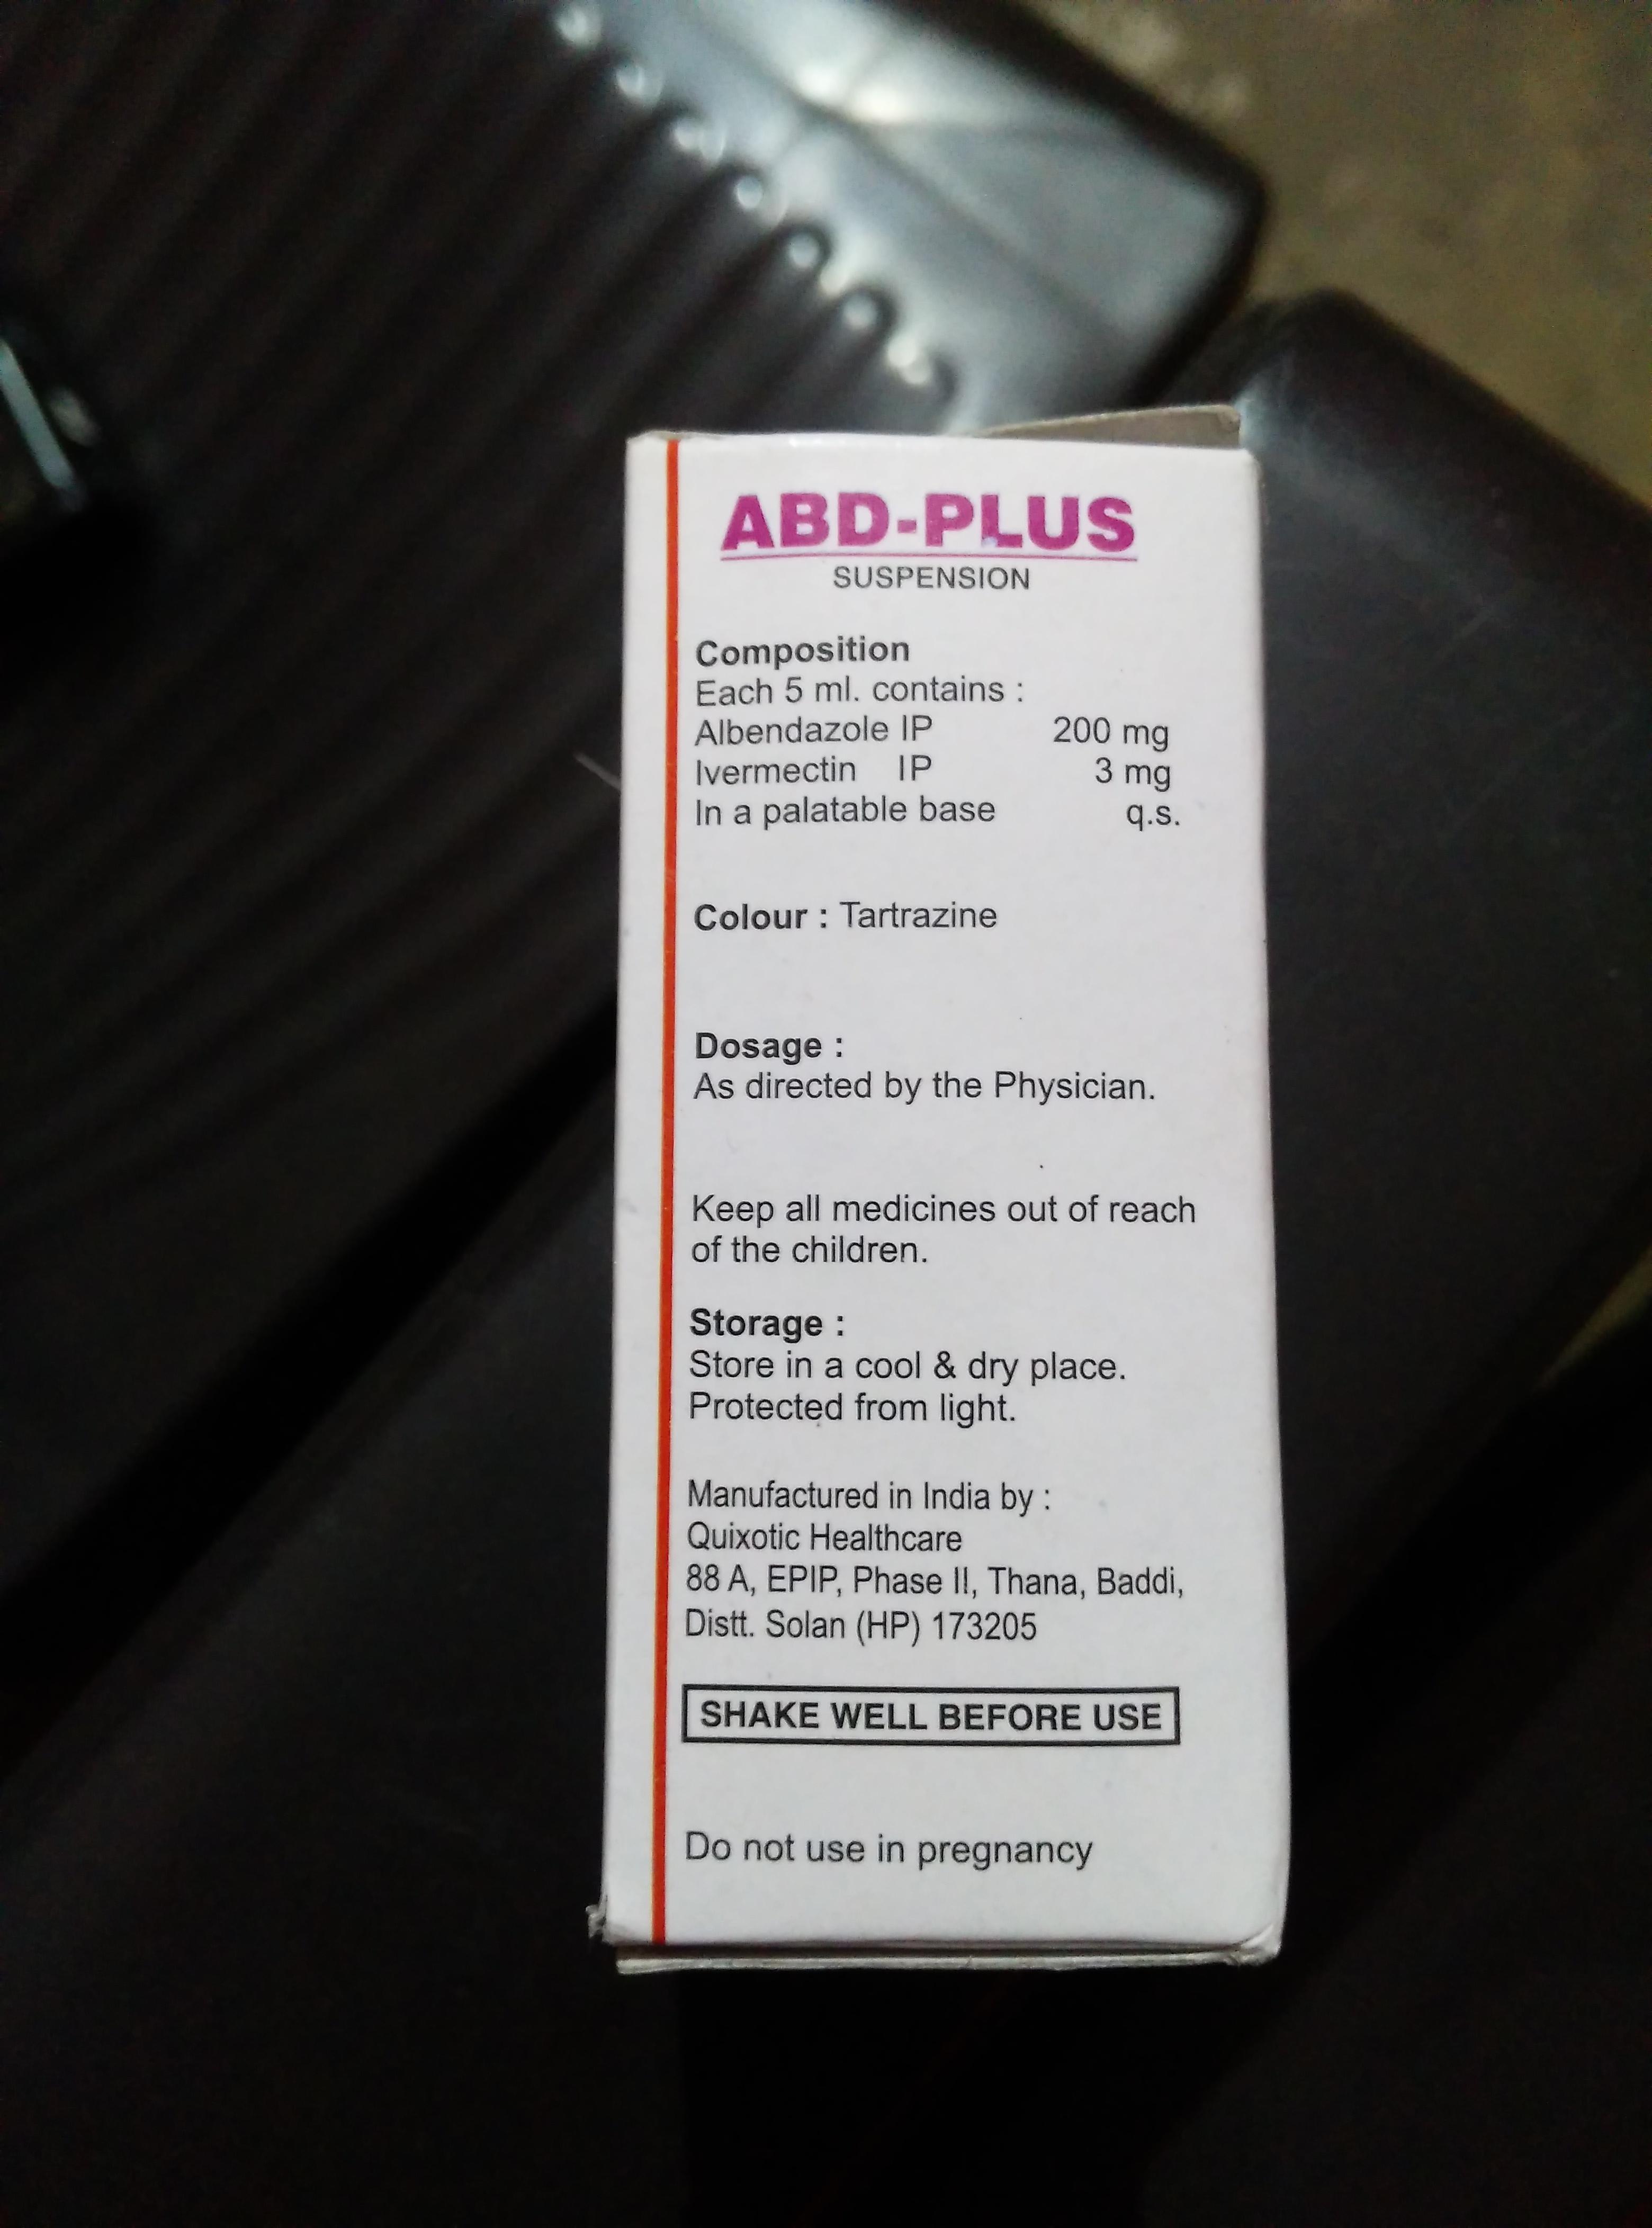 ABD-PLUS
SUSPENSION
Composition
Each 5 ml. contains :
Albendazole IP 200 mg
Ivermectin IP 3 mg
In a palatable base q.s.
Colour : Tartrazine
Dosage :
As directed by the Physician.
Keep all medicines out of reach
of the children.
Storage :
Store in a cool & dry place.
Protected from light.
Manufactured in India by :
Quixotic Healthcare
88 A, EPIP, Phase II, Thana, Baddi,
Distt. Solan (HP) 173205
SHAKE WELL BEFORE USE
Do not use in pregnancy